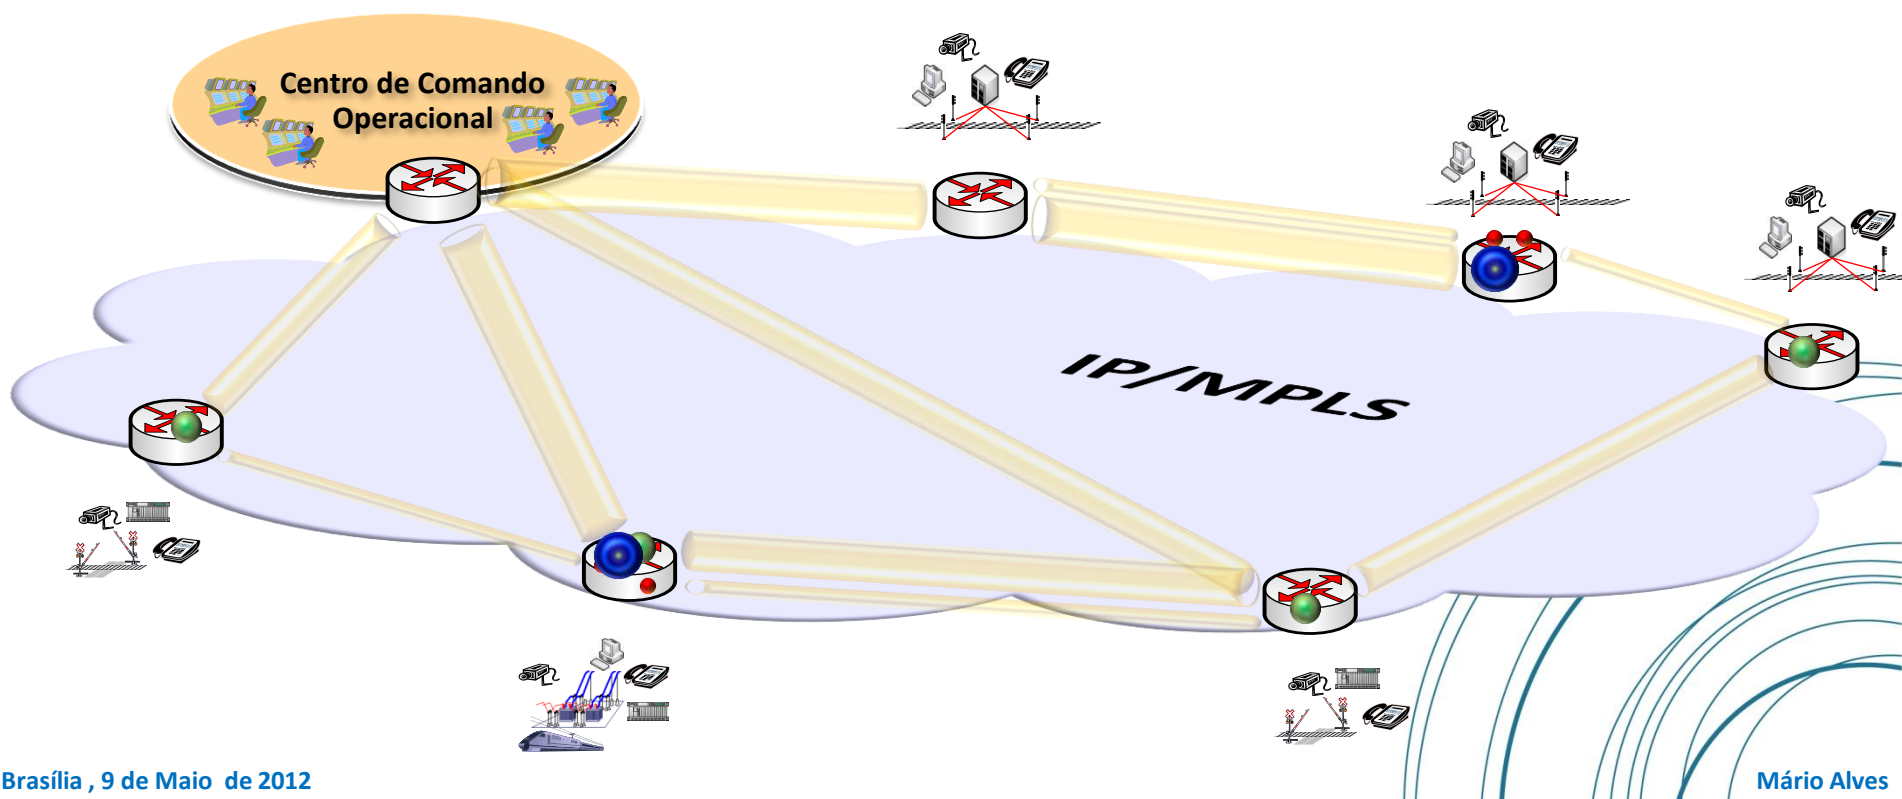 Centro de Comando
Operacional
IP/MPLS
Brasília , 9 de Maio de 2012
Mário Alves